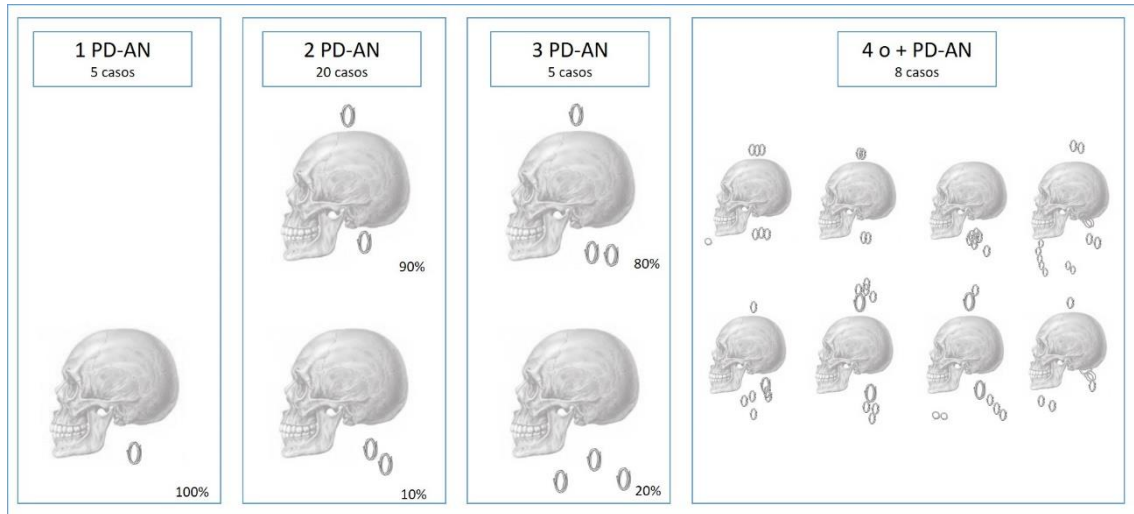 1 PD-AN
5 casos
100%
2 PD-AN
20 casos
90%
10%
3 PD-AN
5 casos
80%
20%
4 o + PD-AN
8 casos